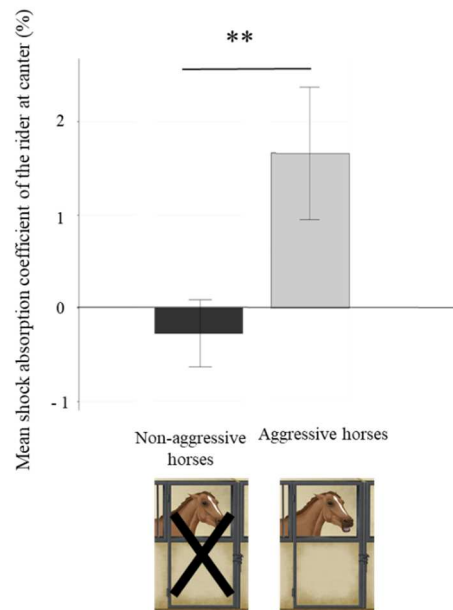 **
Mean shock absorption coefficient of the rider at canter (%)
2
1
0
- 1
Non-aggressive
horses
Aggressive horses